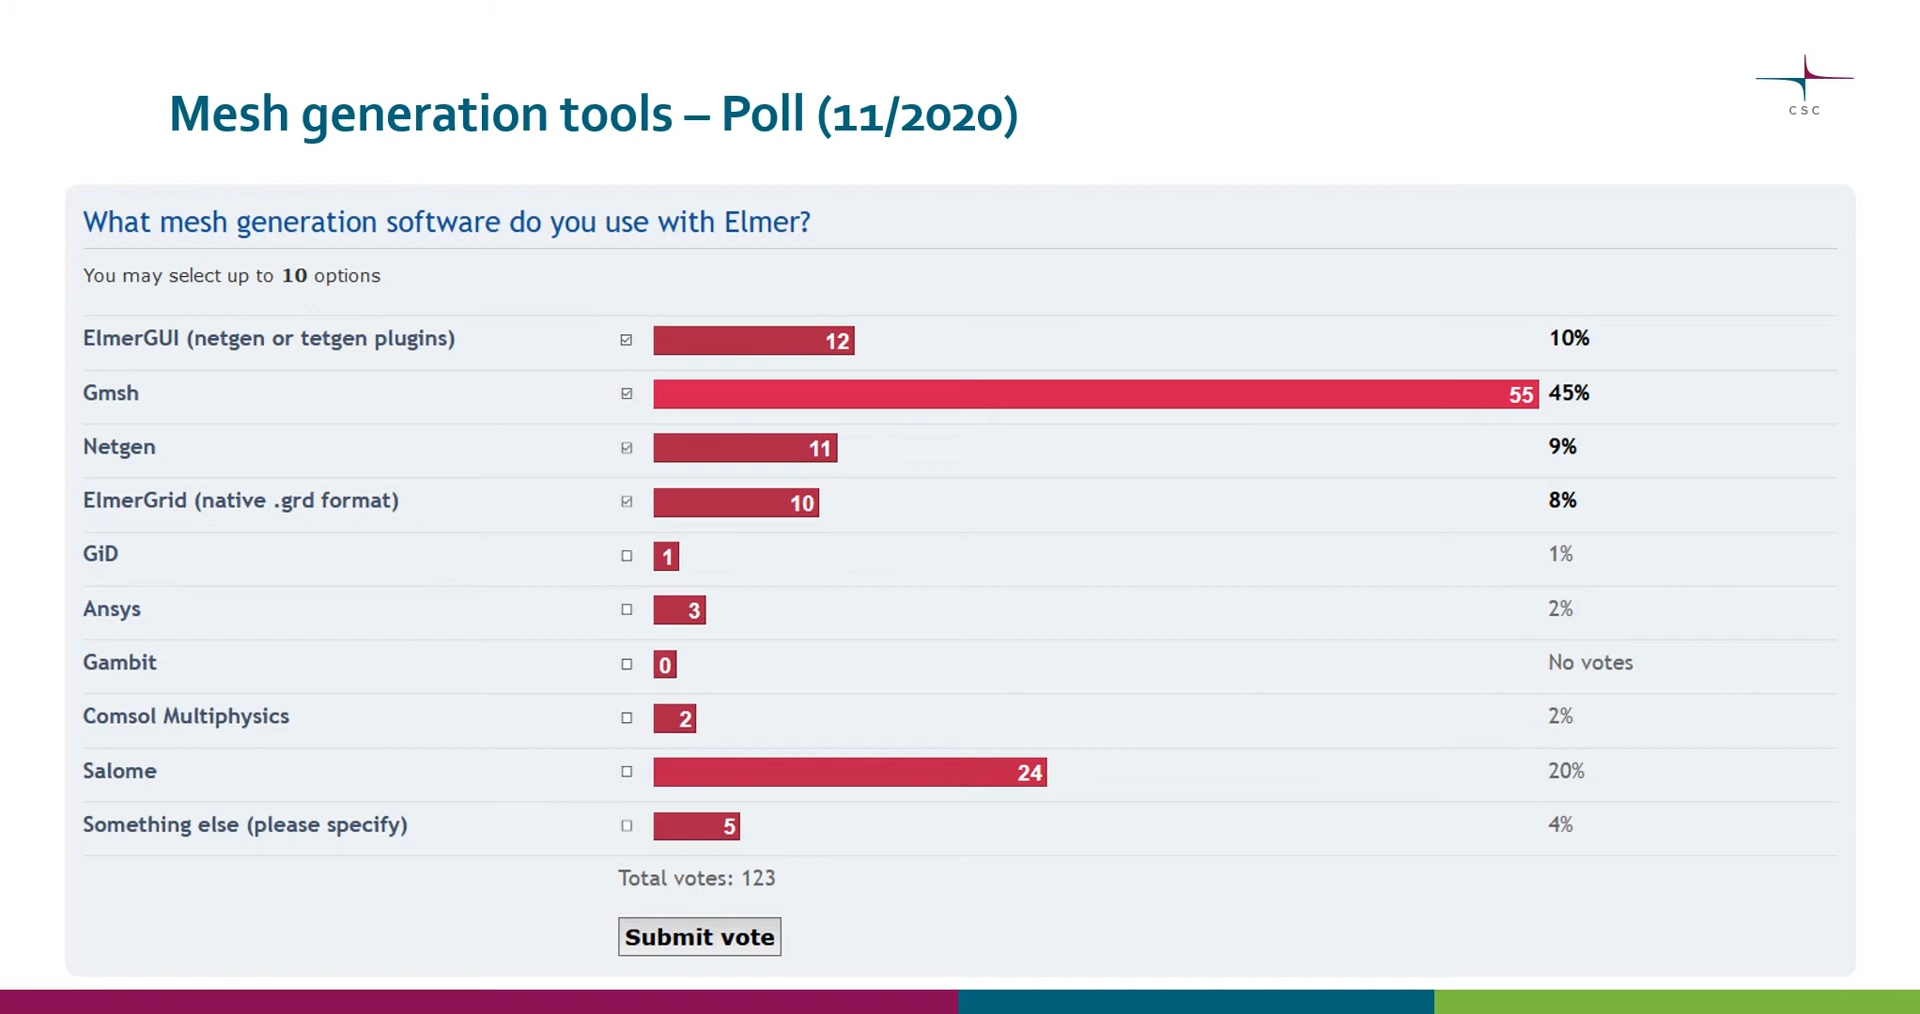 CSC
Mesh generation tools – Poll (11/2020)
What mesh generation software do you use with Elmer?
You may select up to 10 options
ElmerGUI (netgen or tetgen plugins) 12 10%
Gmsh 55 45%
Netgen 11 9%
ElmerGrid (native .grd format) 10 8%
GiD 1 1%
Ansys 3 2%
Gambit 0 No votes
Comsol Multiphysics 2 2%
Salome 24 20%
Something else (please specify) 5 4%
Total votes: 123
Submit vote